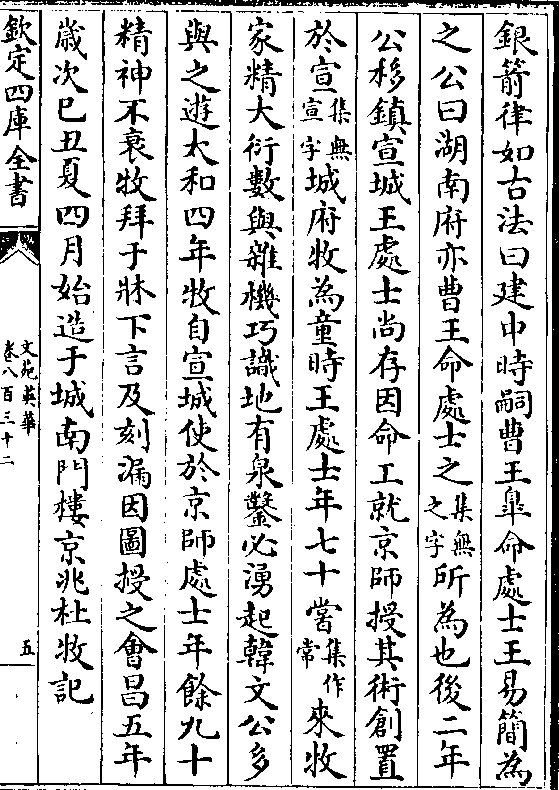 銀箭律如古法曰建中時嗣曹王臯命處士王易簡為
之公曰湖南府亦曹王命處士之集無之字所為也後二年
公移鎮宣城王處士尚存因命工就京師授其術創置
於宣集無宣字城府牧為童時王處士年七十嘗集作常來牧
家精大衍數與雜機巧識地有泉鑿必湧起韓文公多
與之遊太和四年牧自宣城使於京師處士年餘九十
精神不衰牧拜于牀下言及刻漏因圖授之會昌五年
歲次已丑夏四月始造于城南門樓京兆杜牧記
欽定四庫全書
文苑英華
卷八百三十二
五